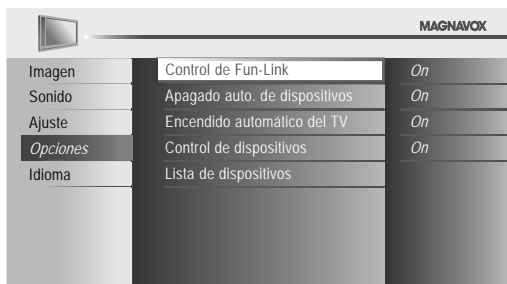 MAGNAVOX
Imagen
Sonido
Ajuste
Opciones
Idioma
Control de Fun-Link On
Apagado auto. de dispositivos On
Encendido automático del TV On
Control de dispositivos On
Lista de dispositivos